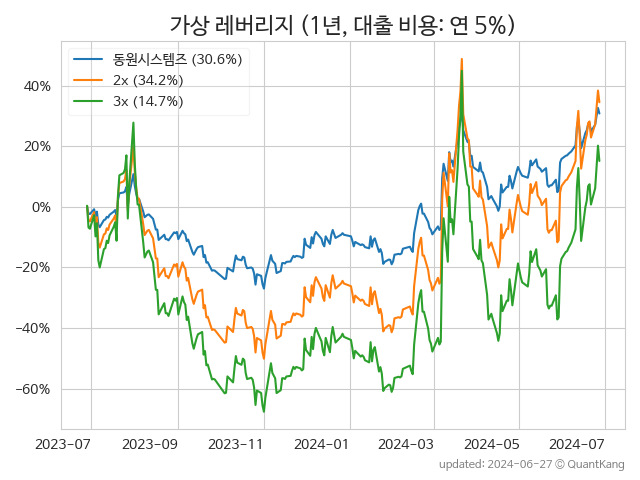 가상 레버리지 (1년, 대출 비용: 연 5%)
동원시스템즈 (30.6%)
2x (34.2%)
3x (14.7%)
40%
20%
0%
−20%
−40%
−60%
2023-07 2023-09 2023-11 2024-01 2024-03 2024-05 2024-07
updated: 2024-06-27 © QuantKang